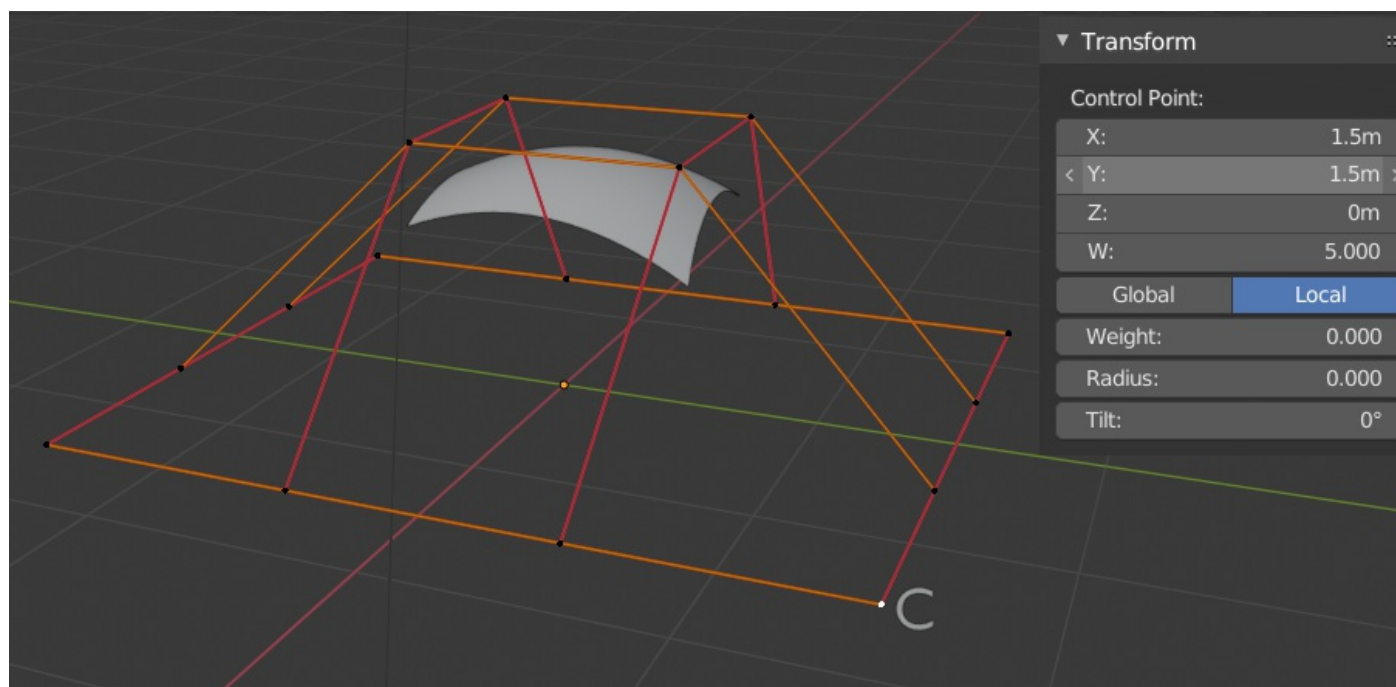 Transform
Control Point:
X: 1.5m
Y: 1.5m
Z: 0m
W: 5.000
Global Local
Weight: 0.000
Radius: 0.000
Tilt: 0°
C